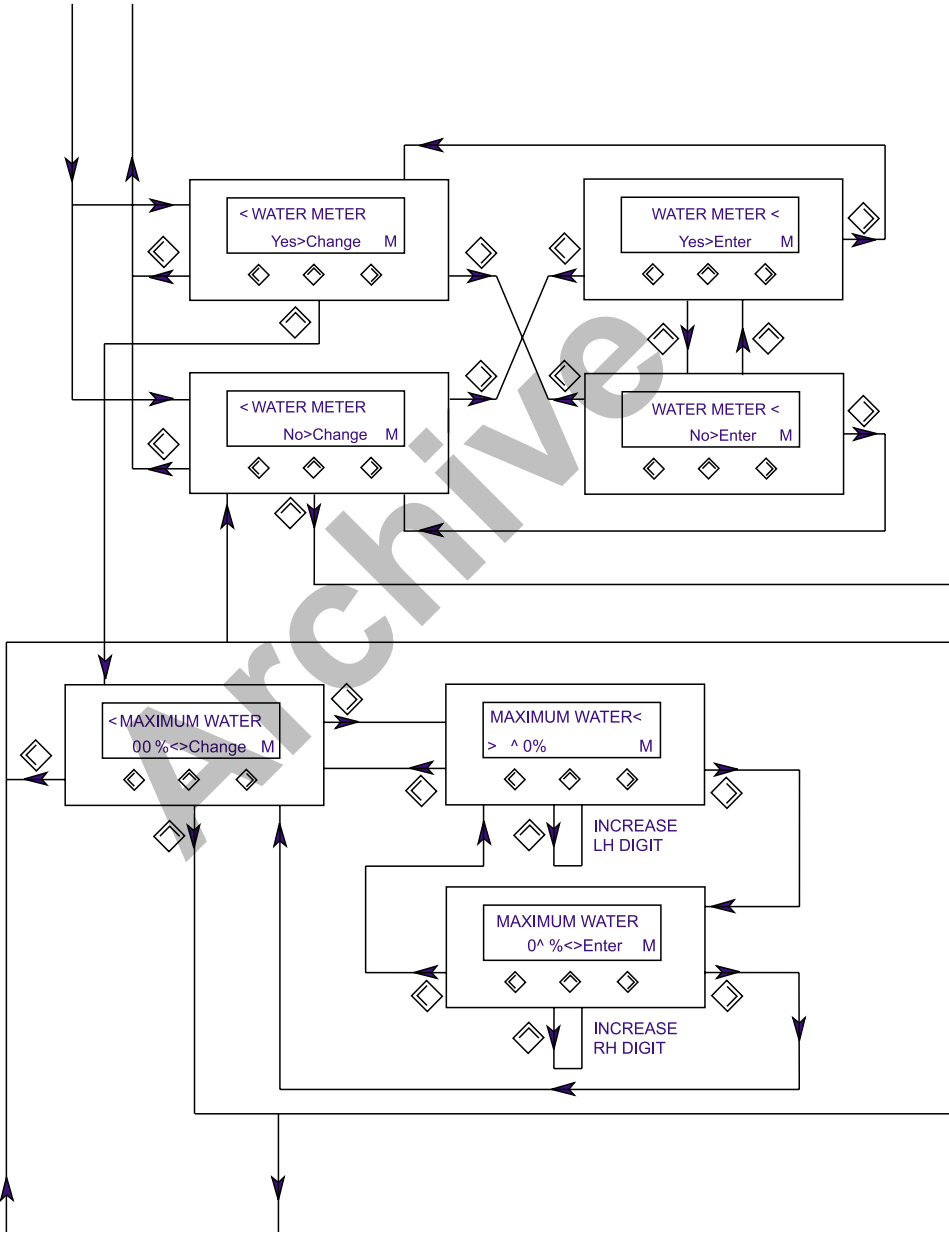 < WATER METER
Yes>Change M
WATER METER <
Yes>Enter M
< WATER METER
No>Change M
WATER METER <
No>Enter M
Archive
< MAXIMUM WATER
00 %<>Change M
MAXIMUM WATER<
> ^ 0% M
INCREASE
LH DIGIT
MAXIMUM WATER
0^ %<>Enter M
INCREASE
RH DIGIT